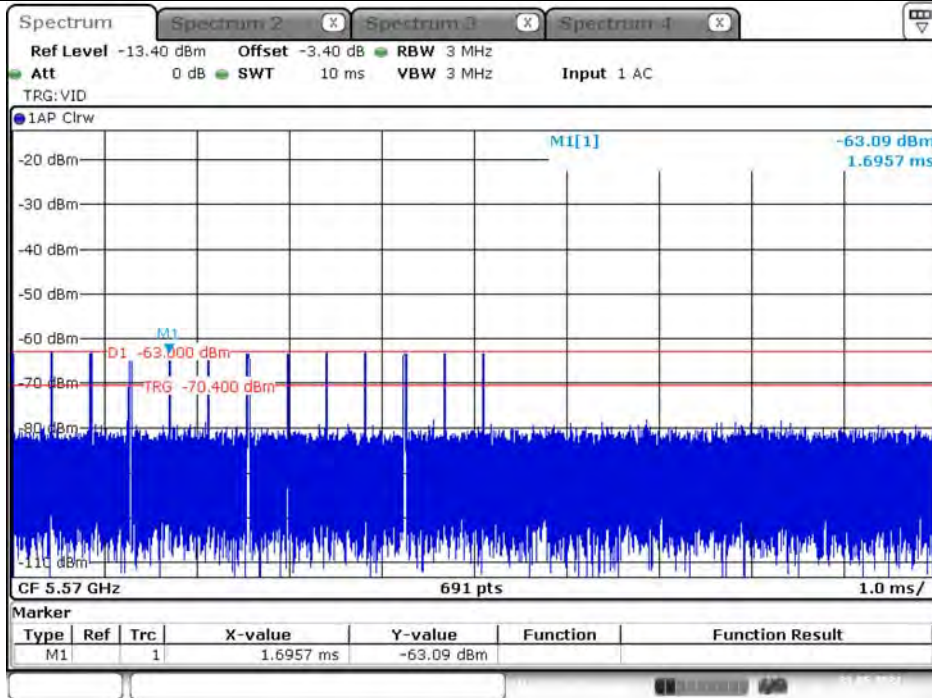 Spectrum Spectrum 2 X Spectrum 3 X Spectrum 4 X
Ref Level -13.40 dBm Offset -3.40 dB RBW 3 MHz
Att 0 dB SWT 10 ms VBW 3 MHz Input 1 AC
TRG:VID
1AP Clrw
M1[1] -63.09 dBm
1.6957 ms
-20 dBm
-30 dBm
-40 dBm
-50 dBm
-60 dBm
M1
D1 -63.000 dBm
-70 dBm
TRG -70.400 dBm
-80 dBm
-110 dBm
CF 5.57 GHz 691 pts 1.0 ms/
Marker
Type Ref Trc X-value Y-value Function Function Result
M1 1 1.6957 ms -63.09 dBm